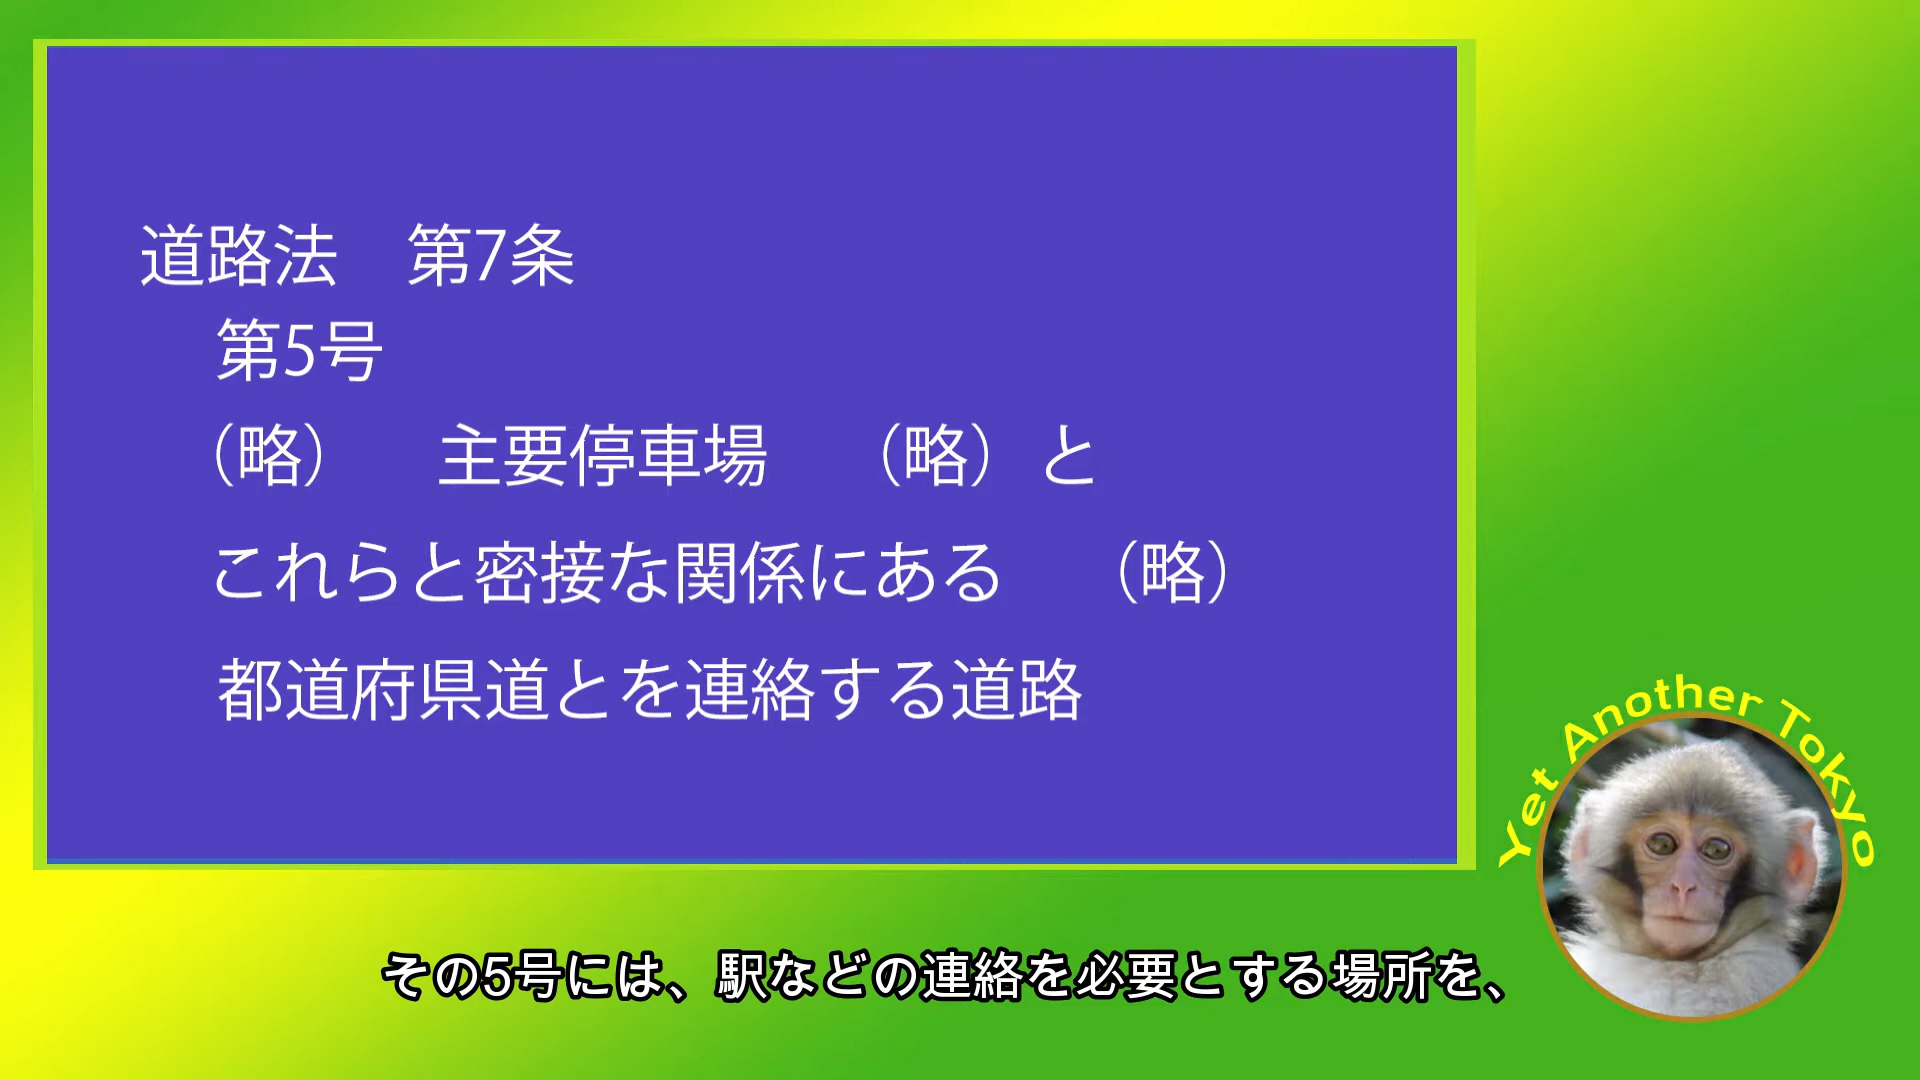 道路法　第7条
第5号
（略）　主要停車場　（略）と
これらと密接な関係にある　（略）
都道府県道とを連絡する道路
Yet Another Tokyo
その5号には、駅などの連絡を必要とする場所を、